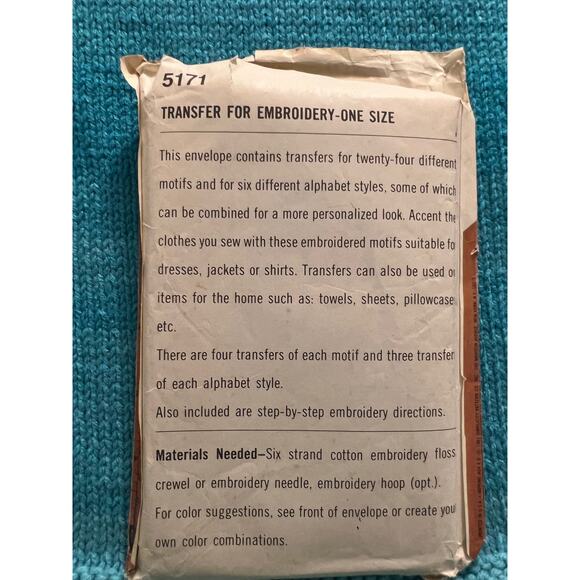 5171
TRANSFER FOR EMBROIDERY-ONE SIZE
This envelope contains transfers for twenty-four different
motifs and for six different alphabet styles, some of which
can be combined for a more personalized look. Accent the
clothes you sew with these embroidered motifs suitable fo
dresses, jackets or shirts. Transfers can also be used o
items for the home such as: towels, sheets, pillowcase
etc.
There are four transfers of each motif and three transfer
of each alphabet style.
Also included are step-by-step embroidery directions.
Materials Needed—Six strand cotton embroidery floss
crewel or embroidery needle, embroidery hoop (opt.).
For color suggestions, see front of envelope or create you
own color combinations.